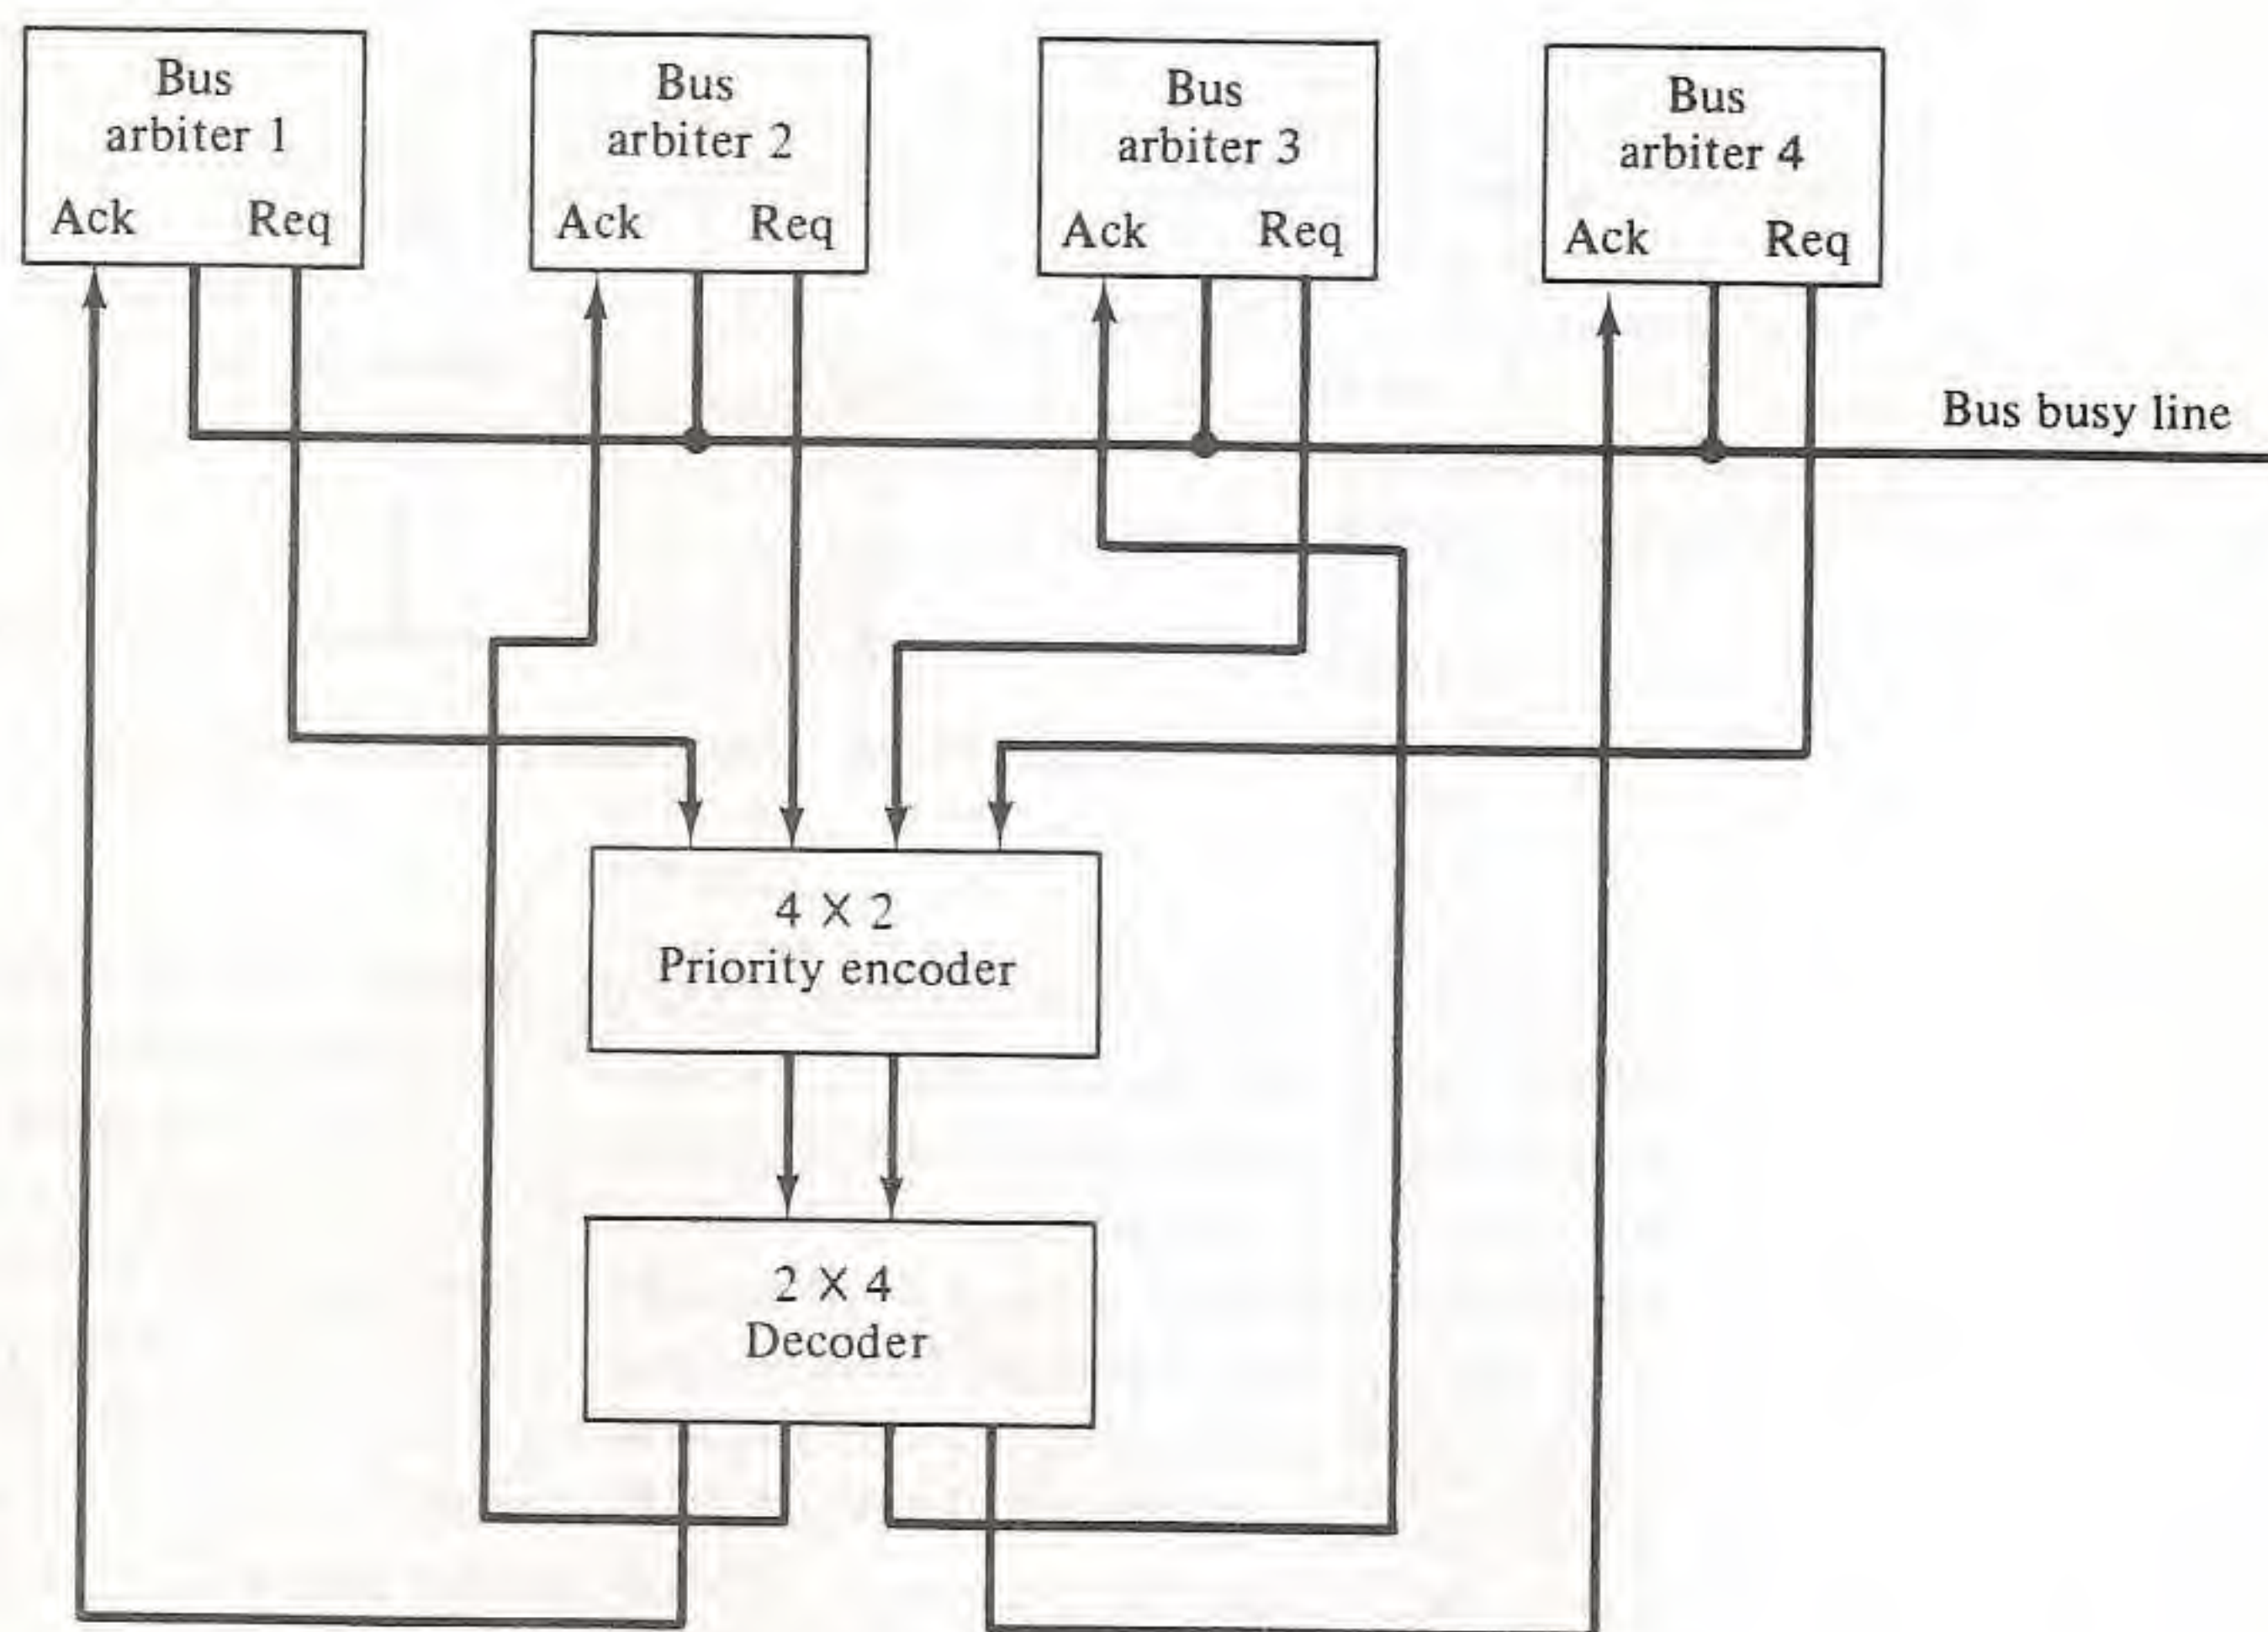 Bus
arbiter 1
Ack Req
Bus
arbiter 2
Ack Req
Bus
arbiter 3
Ack Req
Bus
arbiter 4
Ack Req
Bus busy line
4 X 2
Priority encoder
2 X 4
Decoder